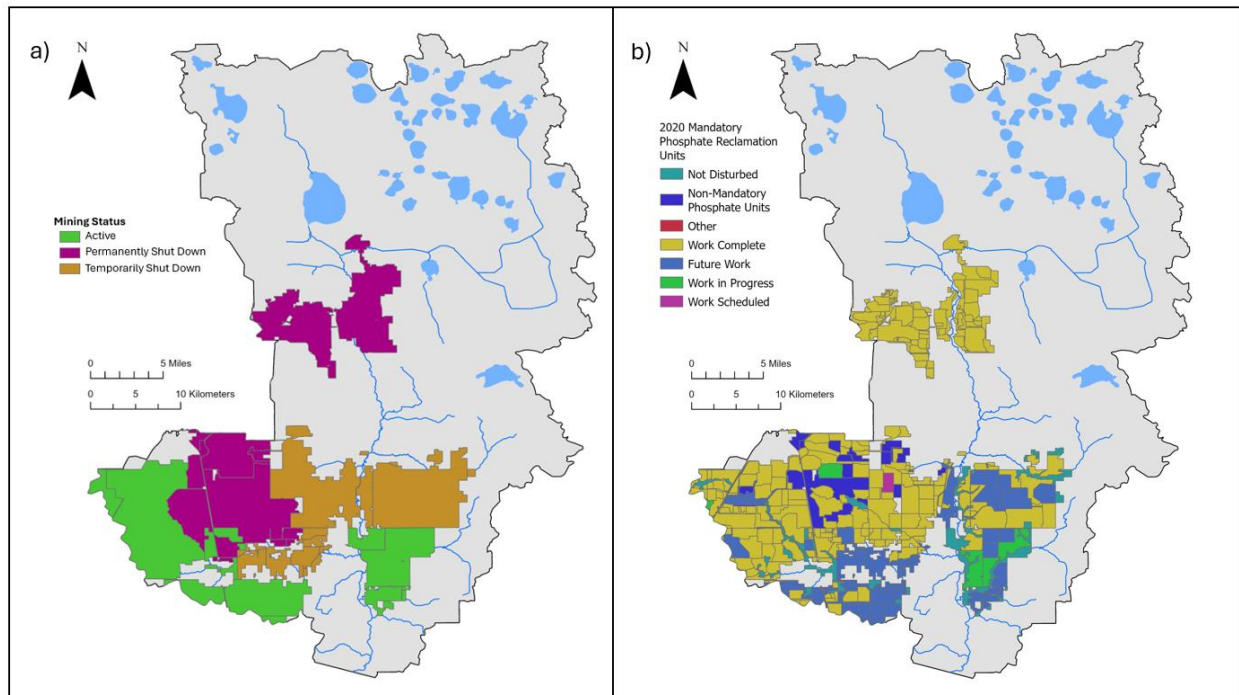 a)
N
Mining Status
Active
Permanently Shut Down
Temporarily Shut Down
0 5 Miles
0 5 10 Kilometers
b)
N
2020 Mandatory
Phosphate Reclamation
Units
Not Disturbed
Non-Mandatory
Phosphate Units
Other
Work Complete
Future Work
Work in Progress
Work Scheduled
0 5 Miles
0 5 10 Kilometers